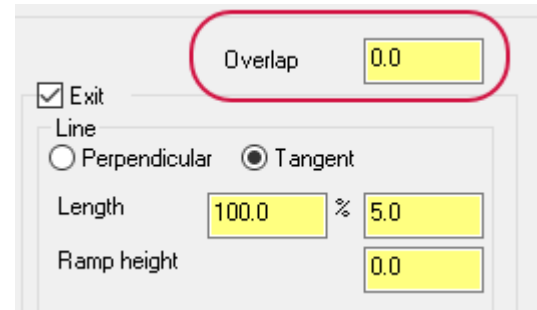 Overlap 0.0
Exit
Line
Perpendicular Tangent
Length 100.0 % 5.0
Ramp height 0.0